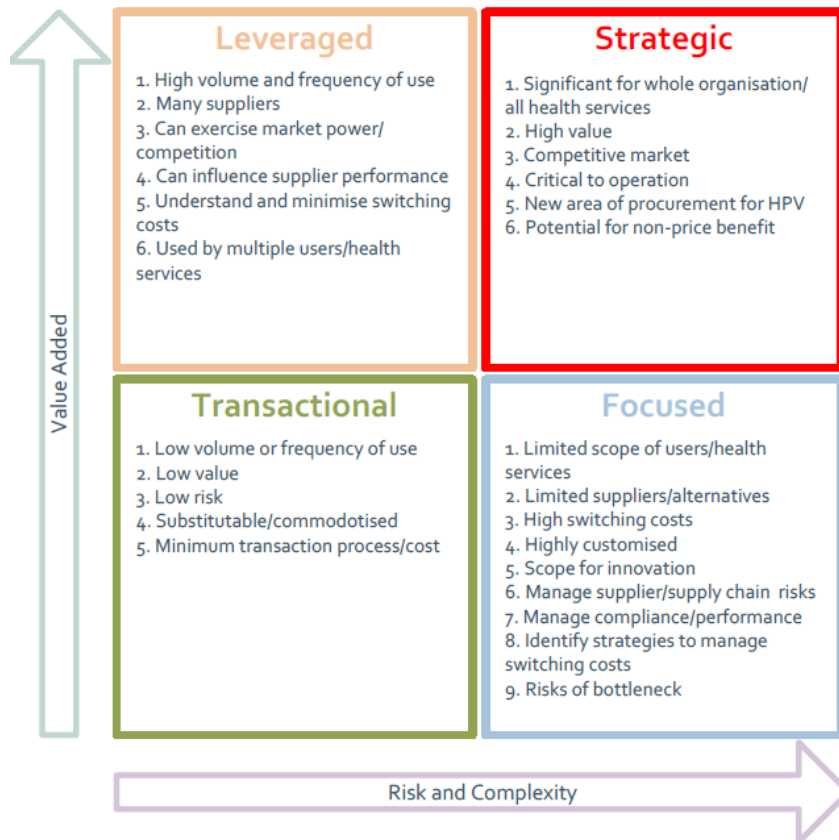 Leveraged
1. High volume and frequency of use
2. Many suppliers
3. Can exercise market power/
competition
4. Can influence supplier performance
5. Understand and minimise switching
costs
6. Used by multiple users/health
services
Strategic
1. Significant for whole organisation/
all health services
2. High value
3. Competitive market
4. Critical to operation
5. New area of procurement for HPV
6. Potential for non-price benefit
Value Added
Transactional
1. Low volume or frequency of use
2. Low value
3. Low risk
4. Substitutable/commodotised
5. Minimum transaction process/cost
Focused
1. Limited scope of users/health
services
2. Limited suppliers/alternatives
3. High switching costs
4. Highly customised
5. Scope for innovation
6. Manage supplier/supply chain risks
7. Manage compliance/performance
8. Identify strategies to manage
switching costs
9. Risks of bottleneck
Risk and Complexity